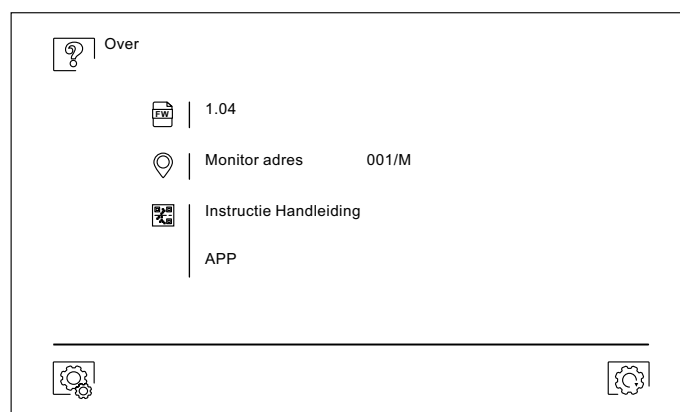 Over
FW
1.04
Monitor adres 001/M
Instructie Handleiding
APP